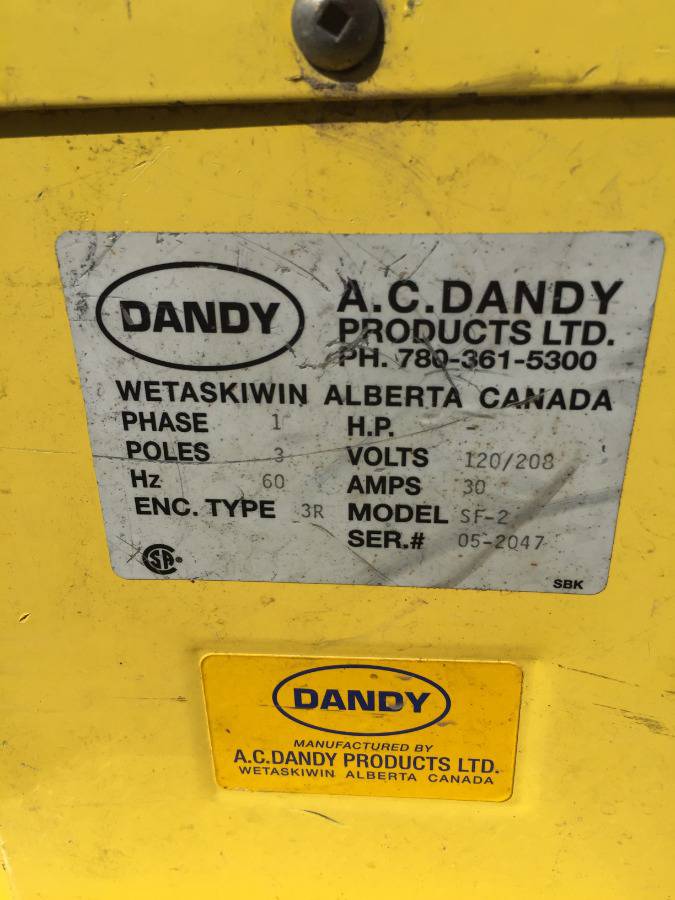 DANDY
A.C.DANDY
PRODUCTS LTD.
PH. 780-361-5300
WETASKIWIN ALBERTA CANADA
PHASE 1 H.P. -
POLES 3 VOLTS 120/208
Hz 60 AMPS 30
ENC. TYPE 3R MODEL SF-2
SER.# 05-2047
SA
SBK
DANDY
MANUFACTURED BY
A.C.DANDY PRODUCTS LTD.
WETASKIWIN ALBERTA CANADA